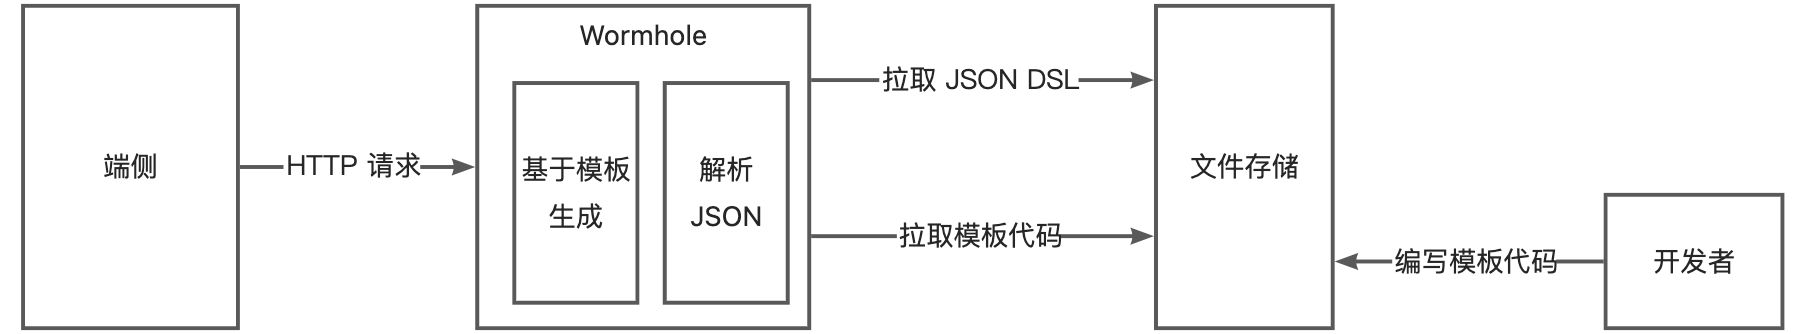 端侧
HTTP 请求
Wormhole
基于模板
生成
解析
JSON
拉取 JSON DSL
拉取模板代码
文件存储
编写模板代码
开发者